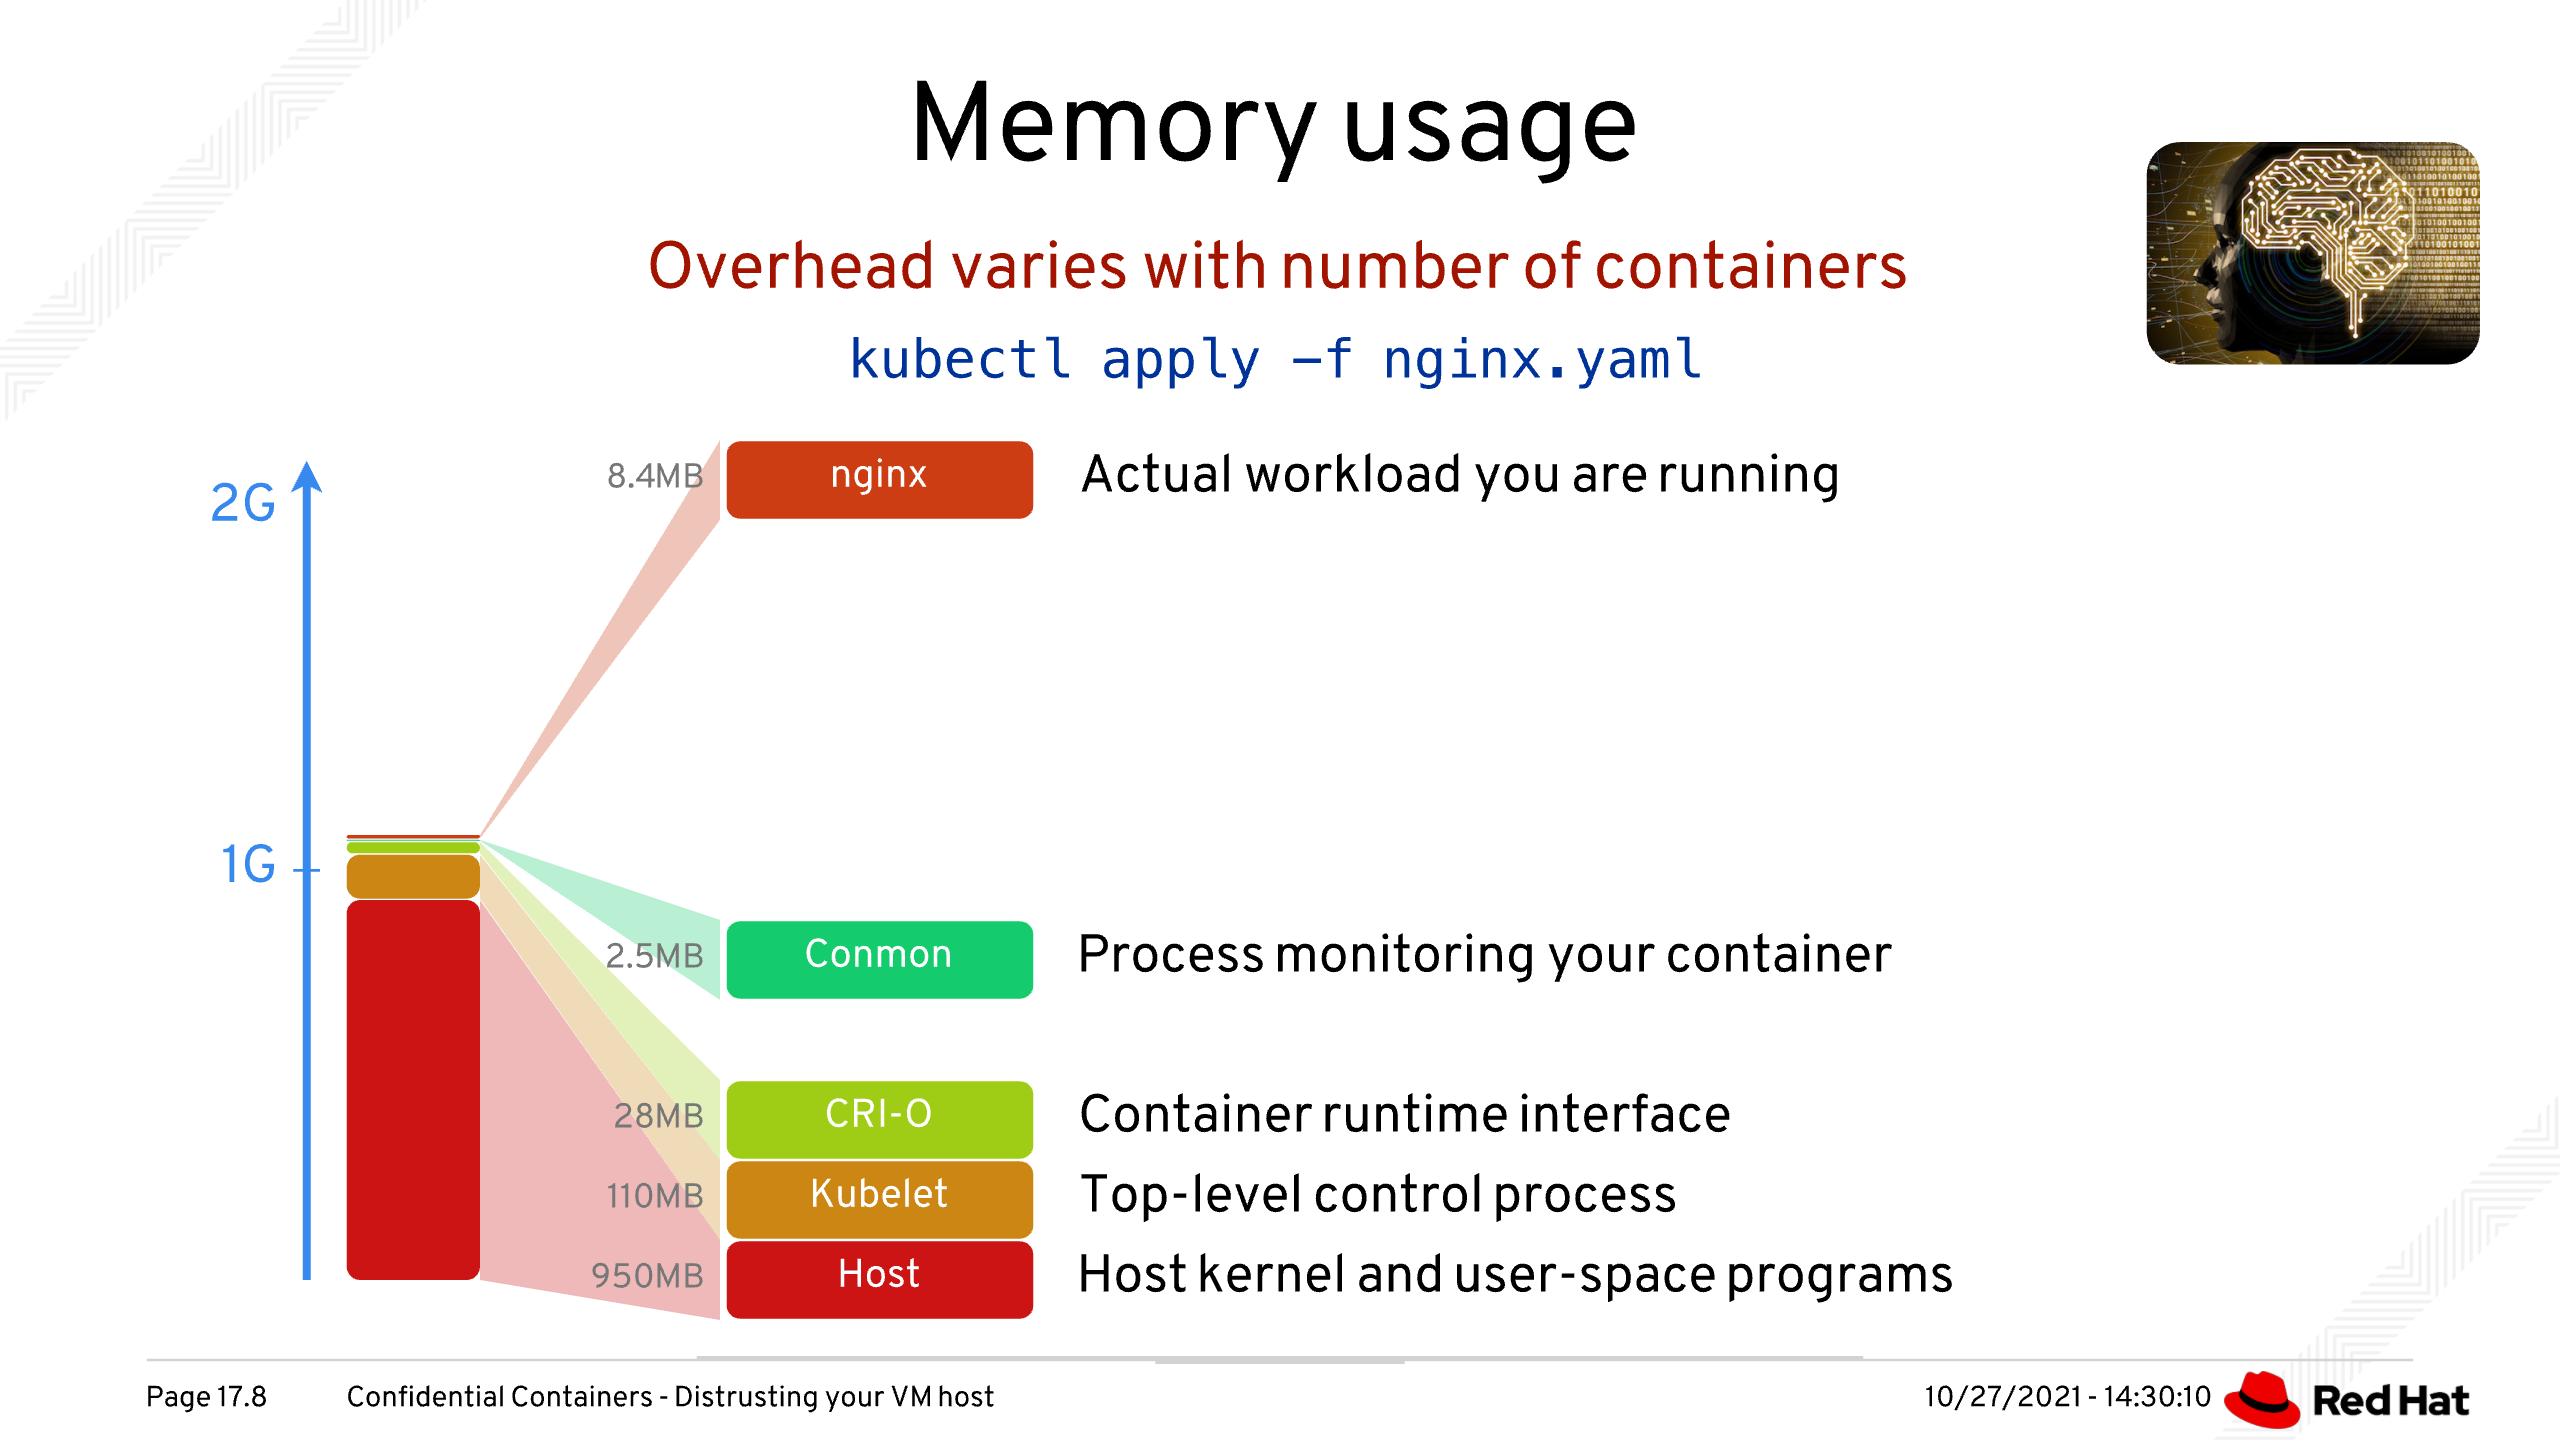 Memory usage
Overhead varies with number of containers
kubectl apply -f nginx.yaml
2G
8.4MB nginx Actual workload you are running
1G
2.5MB Conmon Process monitoring your container
28MB CRI-O Container runtime interface
110MB Kubelet Top-level control process
950MB Host Host kernel and user-space programs
Page 17.8 Confidential Containers - Distrusting your VM host 10/27/2021 - 14:30:10 Red Hat